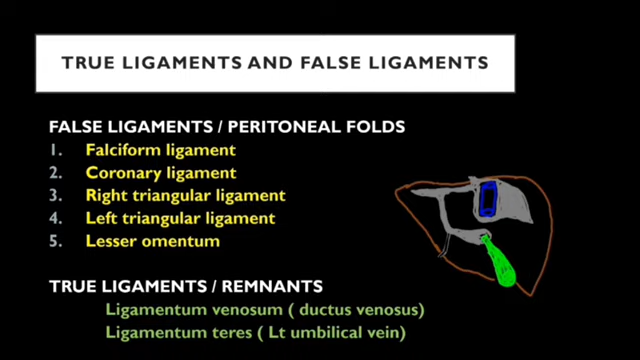 TRUE LIGAMENTS AND FALSE LIGAMENTS
FALSE LIGAMENTS / PERITONEAL FOLDS
1. Falciform ligament
2. Coronary ligament
3. Right triangular ligament
4. Left triangular ligament
5. Lesser omentum
TRUE LIGAMENTS / REMNANTS
Ligamentum venosum ( ductus venosus)
Ligamentum teres ( Lt umbilical vein)